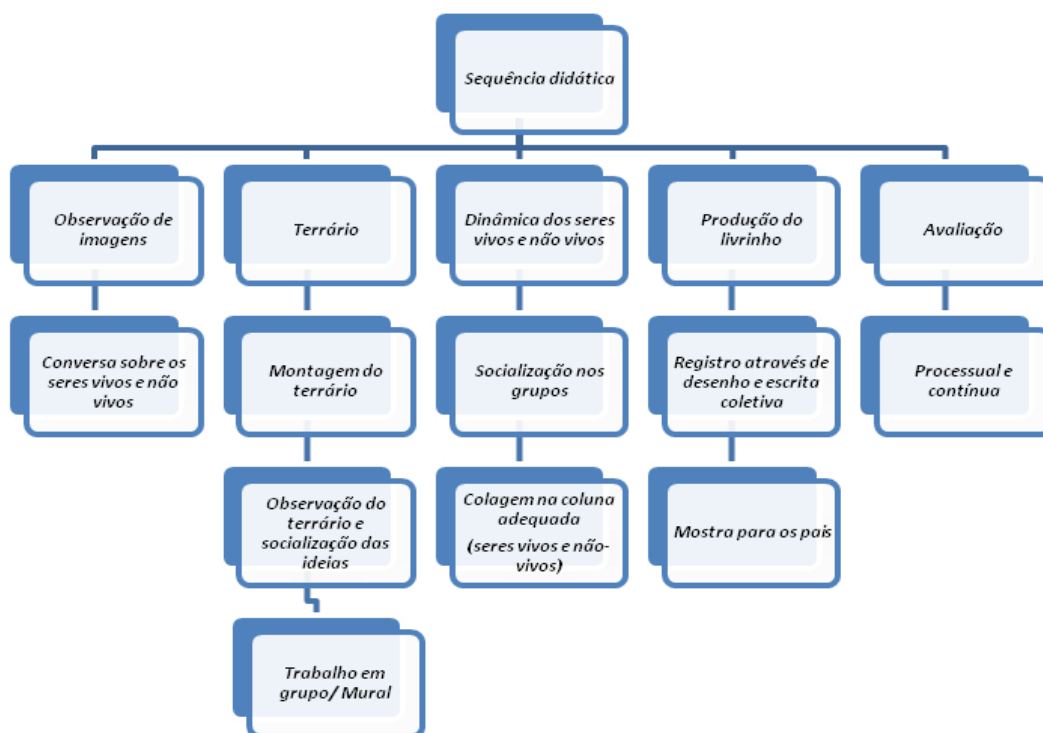 Sequência didática
Observação de
imagens
Terrário
Dinâmica dos seres
vivos e não vivos
Produção do
livrinho
Avaliação
Conversa sobre os
seres vivos e não
vivos
Montagem do
terrário
Socialização nos
grupos
Registro através de
desenho e escrita
coletiva
Processual e
contínua
Observação do
terrário e
socialização das
ideias
Colagem na coluna
adequada
(seres vivos e não-
vivos)
Mostra para os pais
Trabalho em
grupo/ Mural